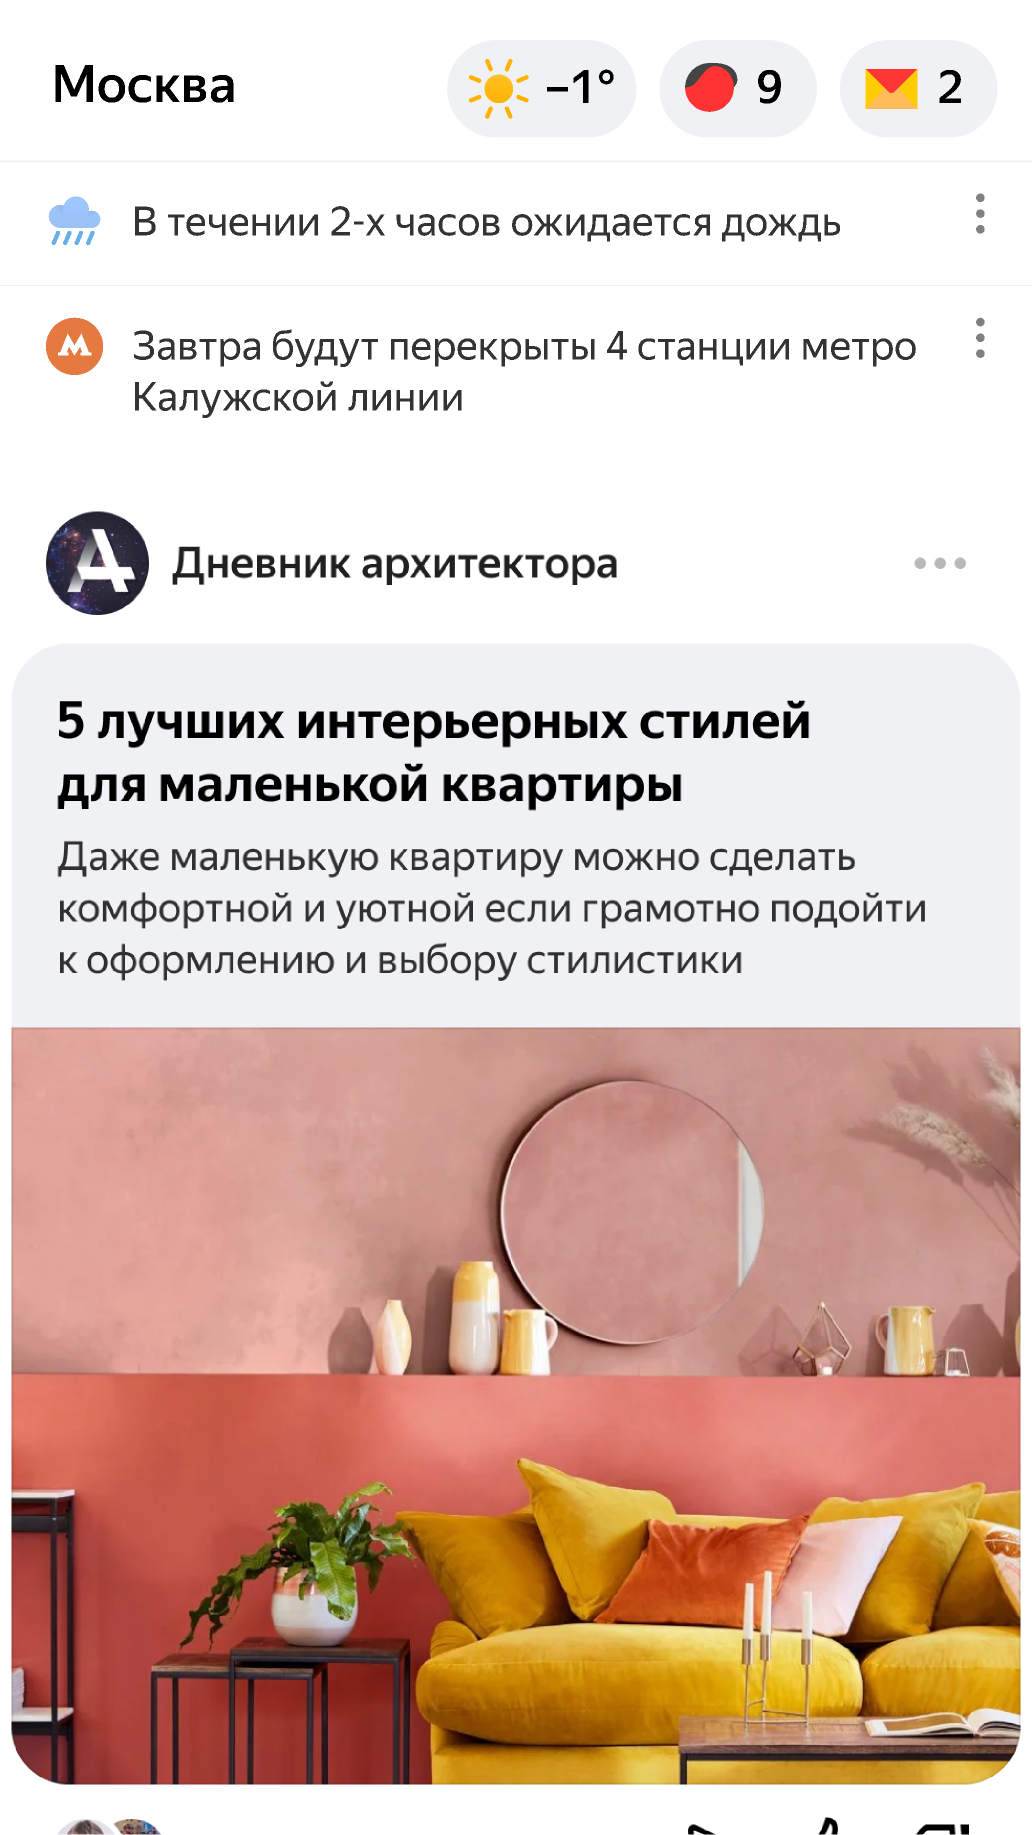 Москва
−1°
9
2
В течении 2-х часов ожидается дождь
Завтра будут перекрыты 4 станции метро
Калужской линии
Дневник архитектора
5 лучших интерьерных стилей
для маленькой квартиры
Даже маленькую квартиру можно сделать
комфортной и уютной если грамотно подойти
к оформлению и выбору стилистики